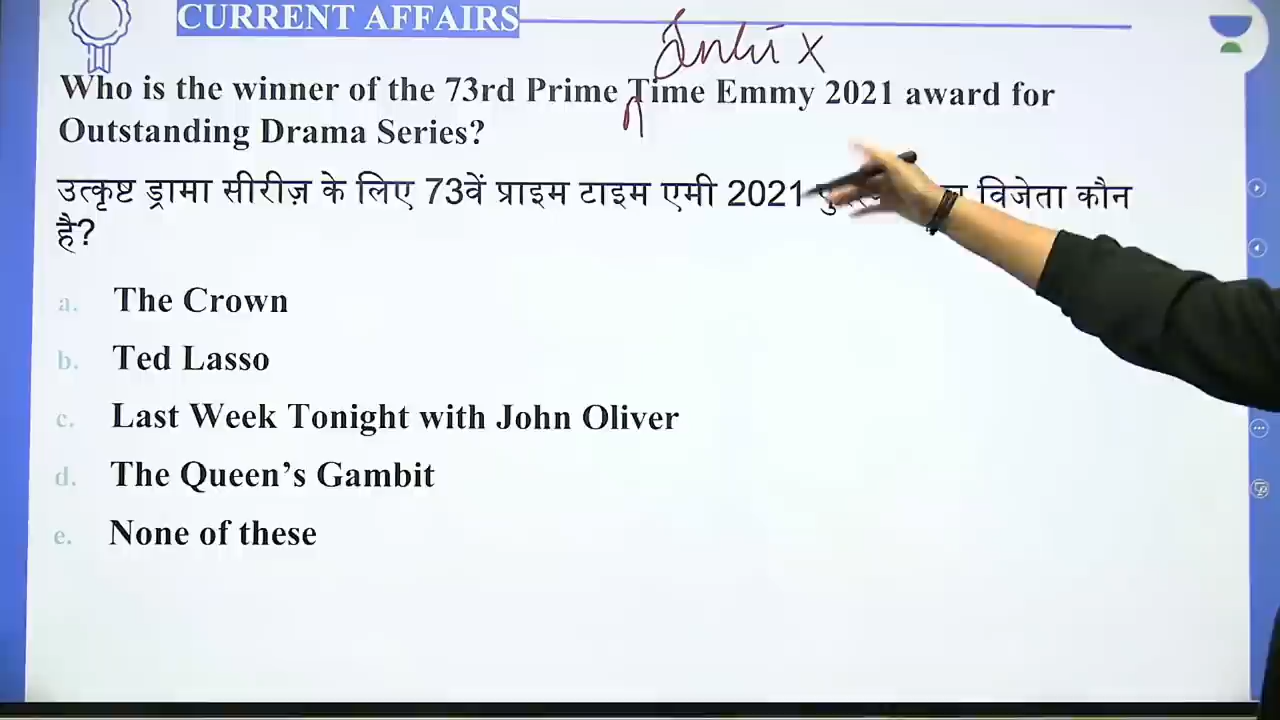 CURRENT AFFAIRS
Who is the winner of the 73rd Prime Time Emmy 2021 award for
Outstanding Drama Series?
उत्कृष्ट ड्रामा सीरीज़ के लिए 73वें प्राइम टाइम एमी 2021 विजेता कौन
है?
a. The Crown
b. Ted Lasso
c. Last Week Tonight with John Oliver
d. The Queen’s Gambit
e. None of these